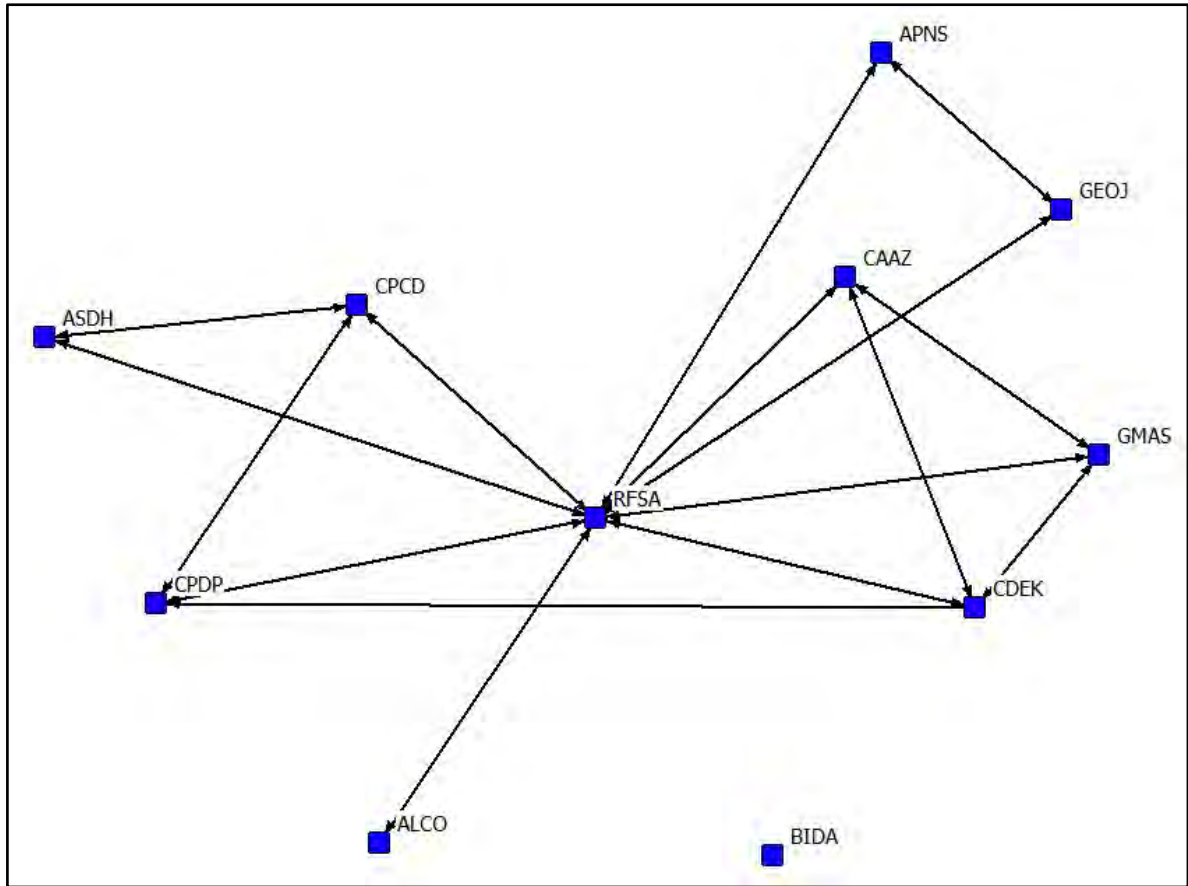 APNS
GEOJ
CAAZ
CPCD
ASDH
GMAS
RFSA
CPDP
CDEK
ALCO
BIDA